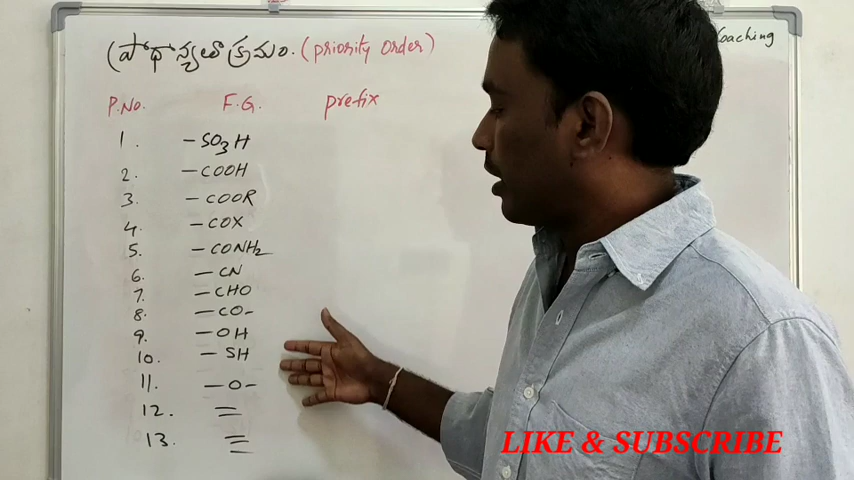 ప్రాధాన్యతా క్రమం. (priority order)
Coaching
P.No. F.G. prefix
1. -SO3H
2. -COOH
3. -COOR
4. -COX
5. -CONH2
6. -CN
7. -CHO
8. -CO-
9. -OH
10. -SH
11. -O-
12. =
13. ≡
LIKE & SUBSCRIBE